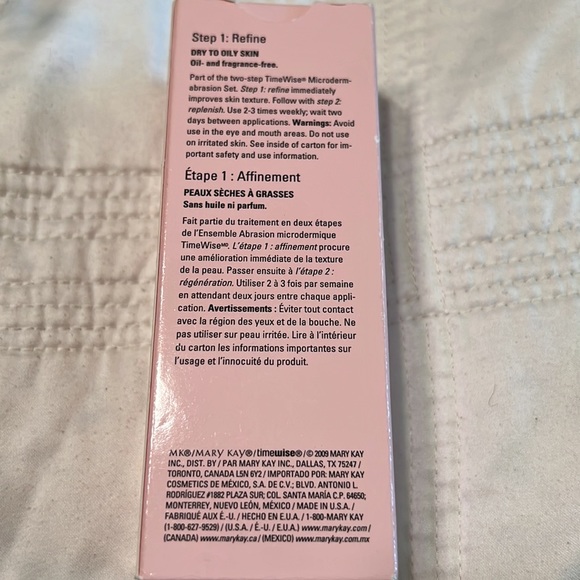 Step 1: Refine
DRY TO OILY SKIN
Oil- and fragrance-free.
Part of the two-step TimeWise® Microderm-
abrasion Set. Step 1: refine immediately
improves skin texture. Follow with step 2:
replenish. Use 2-3 times weekly; wait two
days between applications. Warnings: Avoid
use in the eye and mouth areas. Do not use
on irritated skin. See inside of carton for im-
portant safety and use information.
Étape 1 : Affinement
PEAUX SÈCHES À GRASSES
Sans huile ni parfum.
Fait partie du traitement en deux étapes
de l'Ensemble Abrasion microdermique
TimeWiseMD. L'étape 1 : affinement procure
une amélioration immédiate de la texture
de la peau. Passer ensuite à l'étape 2 :
régénération. Utiliser 2 à 3 fois par semaine
en attendant deux jours entre chaque appli-
cation. Avertissements : Éviter tout contact
avec la région des yeux et de la bouche. Ne
pas utiliser sur peau irritée. Lire à l'intérieur
du carton les informations importantes sur
l'usage et l'innocuité du produit.
MK®/MARY KAY®/timewise®/© 2009 MARY KAY
INC., DIST. BY / PAR MARY KAY INC., DALLAS, TX 75247 /
TORONTO, CANADA L5N 6Y2 / IMPORTADO POR: MARY KAY
COSMETICS DE MÉXICO, S.A. DE C.V.; BLVD. ANTONIO L.
RODRÍGUEZ #1882 PLAZA SUR; COL. SANTA MARÍA C.P. 64650;
MONTERREY, NUEVO LEÓN, MÉXICO / MADE IN U.S.A. /
FABRIQUÉ AUX É.-U. / HECHO EN E.U.A. / 1-800-MARY KAY
(1-800-627-9529) / (U.S.A. / É.-U. / E.U.A.) www.marykay.com /
(CANADA) www.marykay.ca / (MEXICO) www.marykay.com.mx